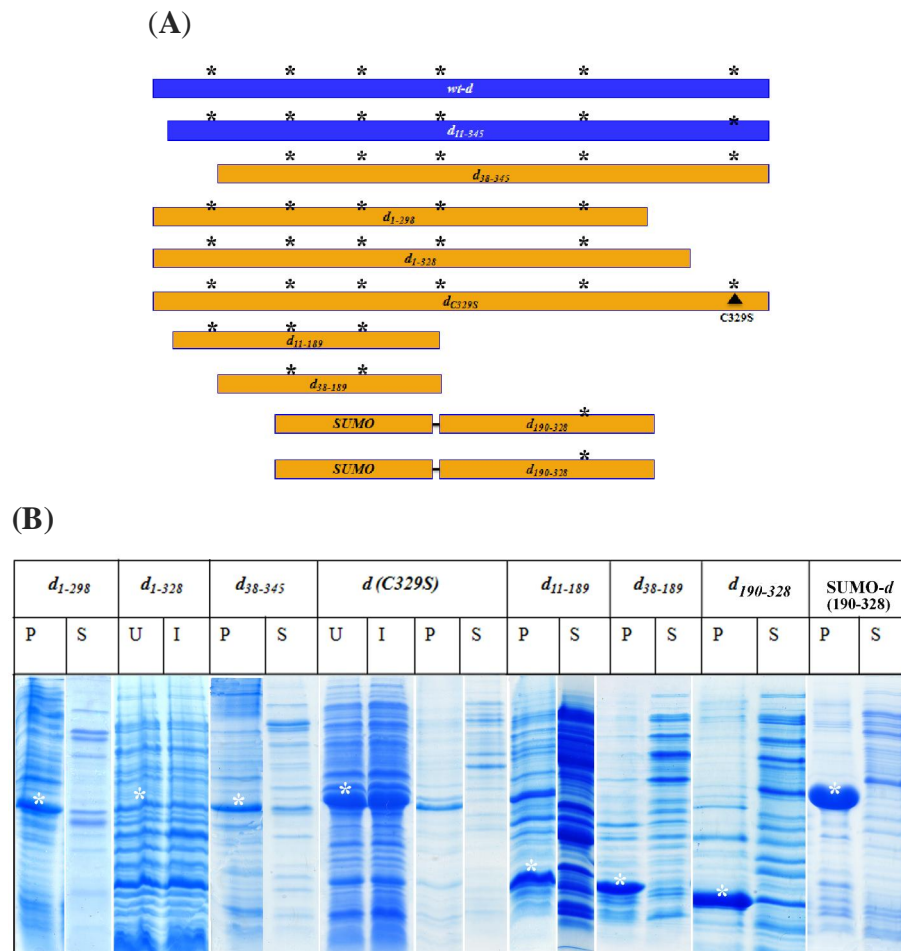 (A)
* * * * * *
wt-d
* * * * * *
d11-345
* * * * *
d38-345
* * * * *
d1-298
* * * * *
d1-328
* * * * * *
dC329S
C329S
* * *
d11-189
* *
d38-189
*
SUMO d190-328
*
SUMO d190-328
(B)
d1-298 d1-328 d38-345 d (C329S) d11-189 d38-189 d190-328 SUMO-d
(190-328)
P S U I P S U I P S P S P S P S P S
* * * * * * * *